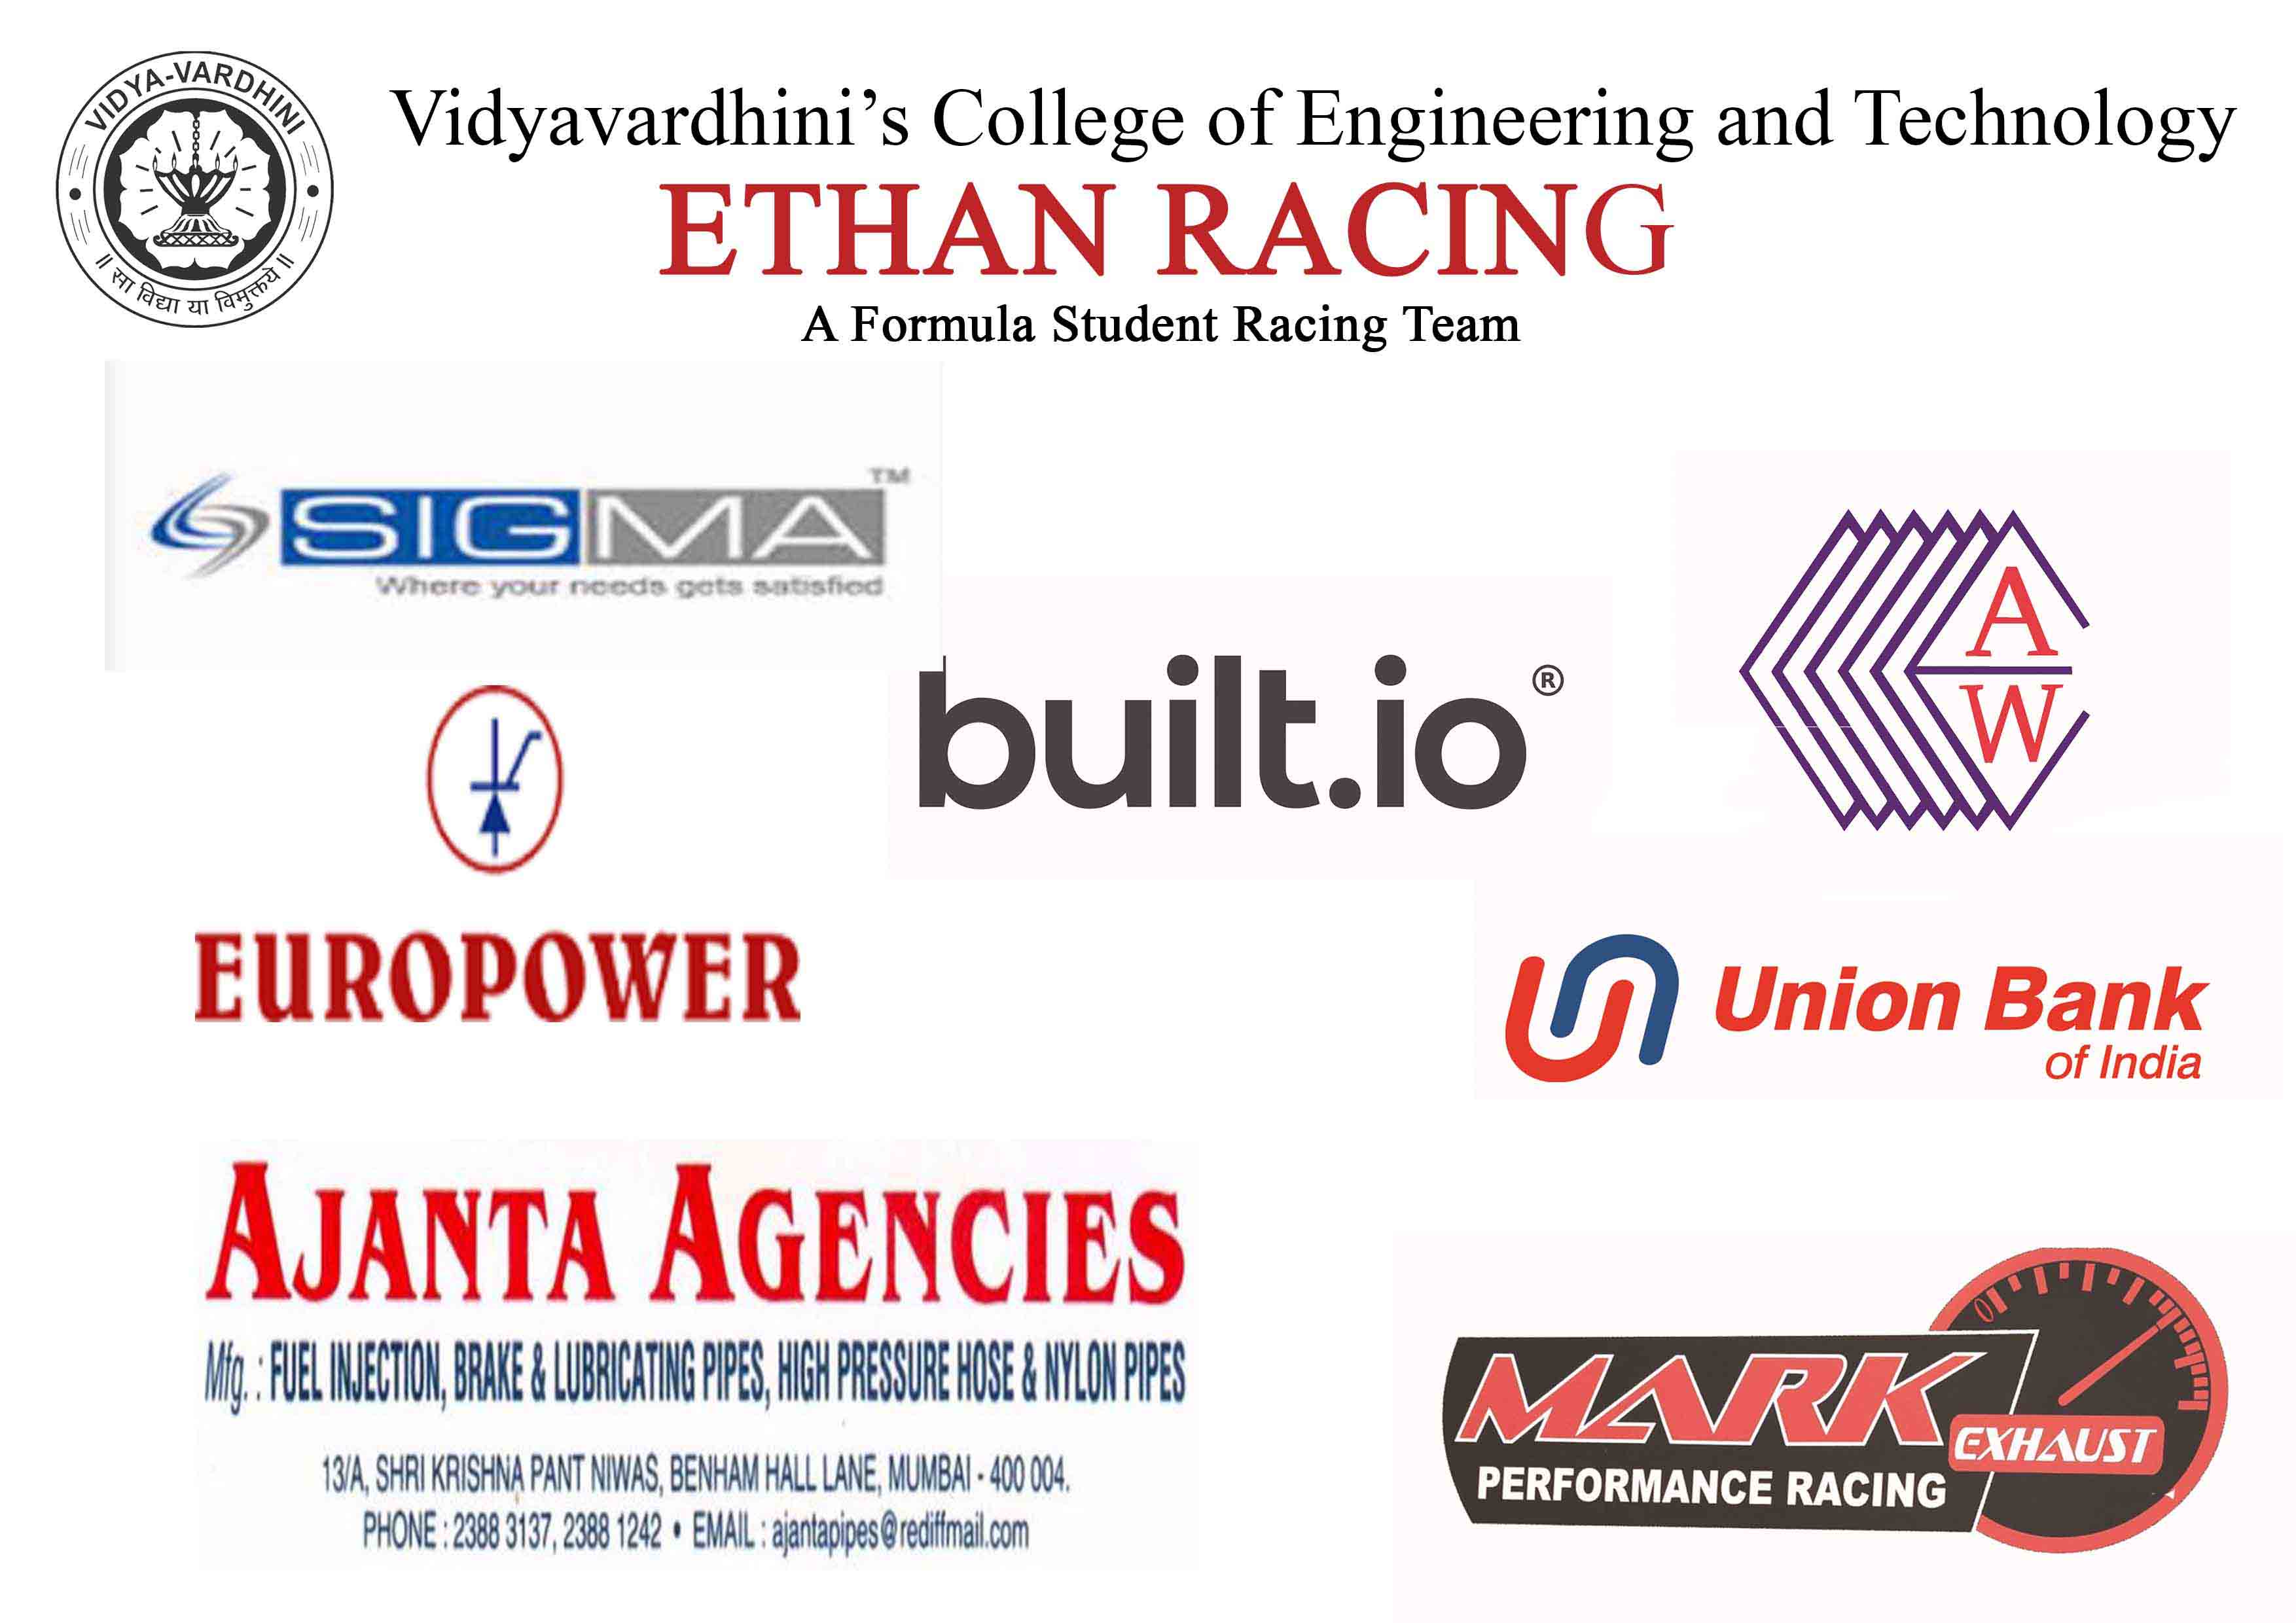 VIDYA-VARDHINI
॥ सा विद्या या विमुक्तये ॥
Vidyavardhini’s College of Engineering and Technology
ETHAN RACING
A Formula Student Racing Team
SIGMA™
Where your needs gets satisfied
built.io®
A
W
EUROPOWER
Union Bank
of India
AJANTA AGENCIES
Mfg. : FUEL INJECTION, BRAKE & LUBRICATING PIPES, HIGH PRESSURE HOSE & NYLON PIPES
13/A, SHRI KRISHNA PANT NIWAS, BENHAM HALL LANE, MUMBAI - 400 004.
PHONE : 2388 3137, 2388 1242 • EMAIL : ajantapipes@rediffmail.com
0
MARK
EXHAUST
PERFORMANCE RACING